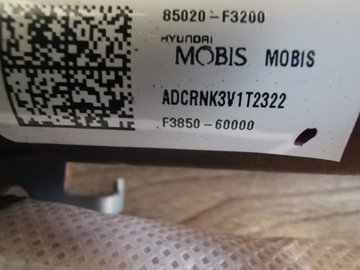 85020-F3200
HYUNDAI
MOBIS MOBIS
ADCRNK3V1T2322
F3850-60000